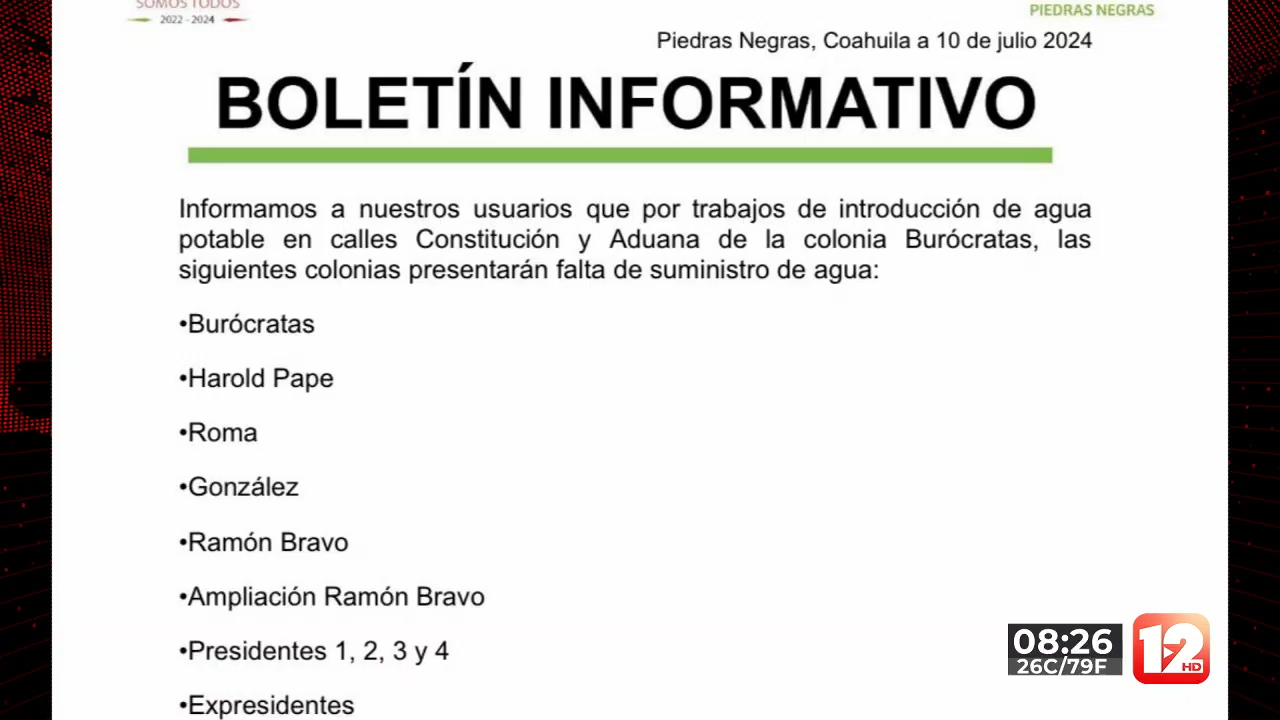 SOMOS TODOS
2022 - 2024
PIEDRAS NEGRAS
Piedras Negras, Coahuila a 10 de julio 2024
BOLETÍN INFORMATIVO
Informamos a nuestros usuarios que por trabajos de introducción de agua
potable en calles Constitución y Aduana de la colonia Burócratas, las
siguientes colonias presentarán falta de suministro de agua:
•Burócratas
•Harold Pape
•Roma
•González
•Ramón Bravo
•Ampliación Ramón Bravo
•Presidentes 1, 2, 3 y 4
•Expresidentes
08:26
26C/79F
12
HD